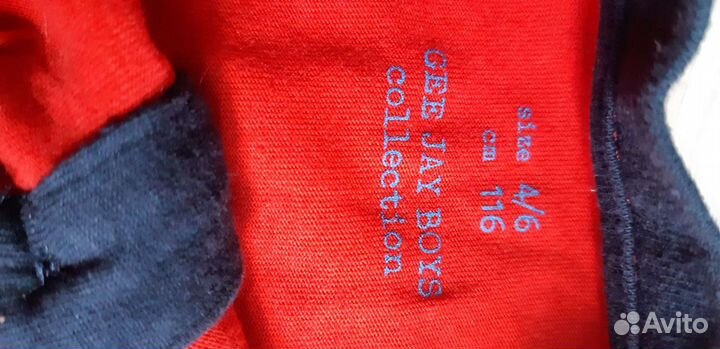 size 4/6
cm 116
GEE JAY BOYS
collection
Avito